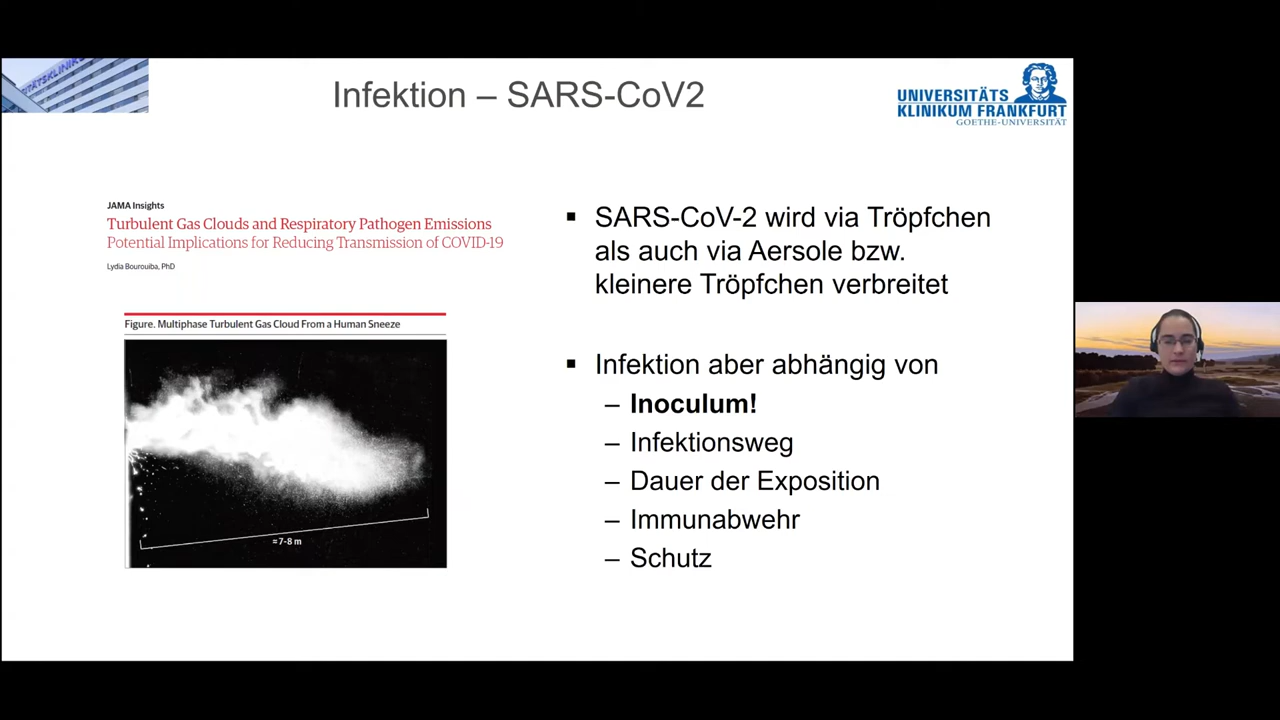 ITÄTSKLINIK
Infektion – SARS-CoV2
UNIVERSITÄTS
KLINIKUM FRANKFURT
GOETHE-UNIVERSITÄT
JAMA Insights
Turbulent Gas Clouds and Respiratory Pathogen Emissions
Potential Implications for Reducing Transmission of COVID-19
Lydia Bourouiba, PhD
Figure. Multiphase Turbulent Gas Cloud From a Human Sneeze
≈7-8 m
▪ SARS-CoV-2 wird via Tröpfchen
als auch via Aersole bzw.
kleinere Tröpfchen verbreitet
▪ Infektion aber abhängig von
– Inoculum!
– Infektionsweg
– Dauer der Exposition
– Immunabwehr
– Schutz